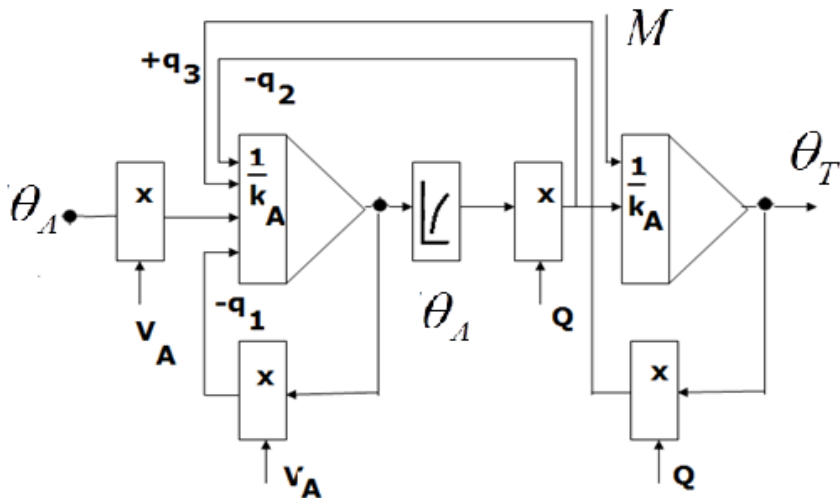 M
+q3
-q2
θT
1
kA
1
kA
x
x
θA
-q1
θA
VA
Q
x
x
VA
Q